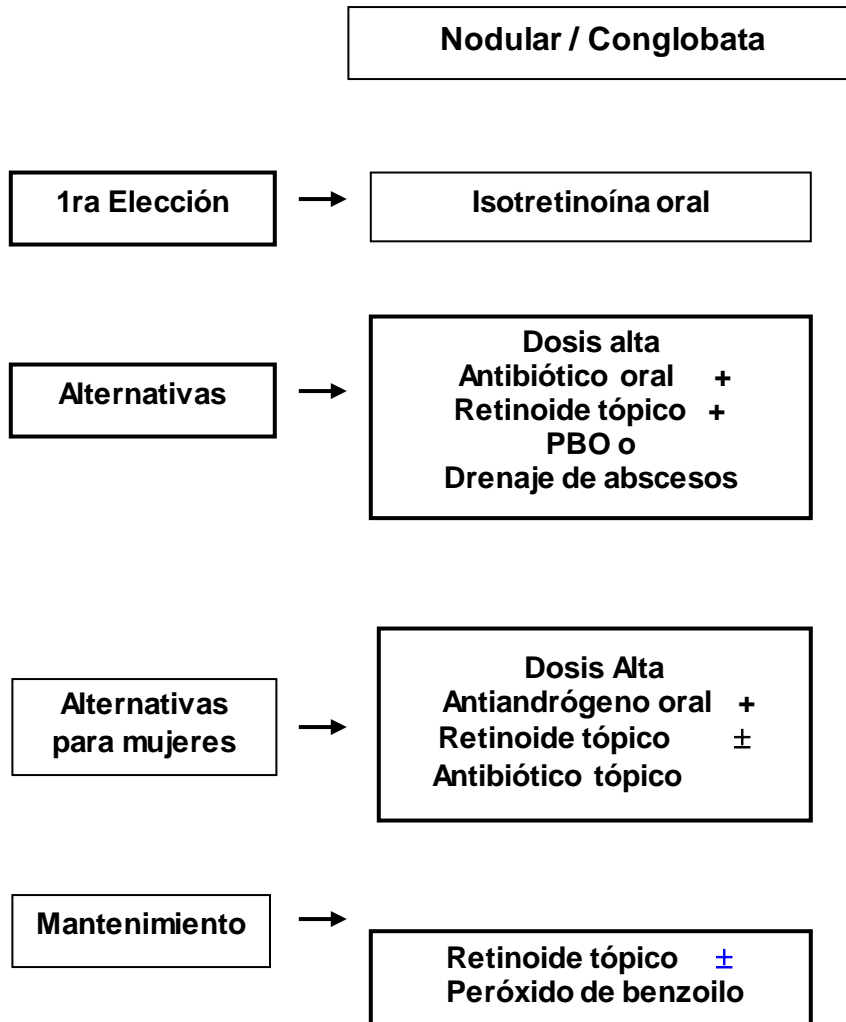 Nodular / Conglobata
1ra Elección
Isotretinoína oral
Alternativas
Dosis alta
Antibiótico oral +
Retinoide tópico +
PBO o
Drenaje de abscesos
Alternativas
para mujeres
Dosis Alta
Antiandrógeno oral +
Retinoide tópico ±
Antibiótico tópico
Mantenimiento
Retinoide tópico ±
Peróxido de benzoilo